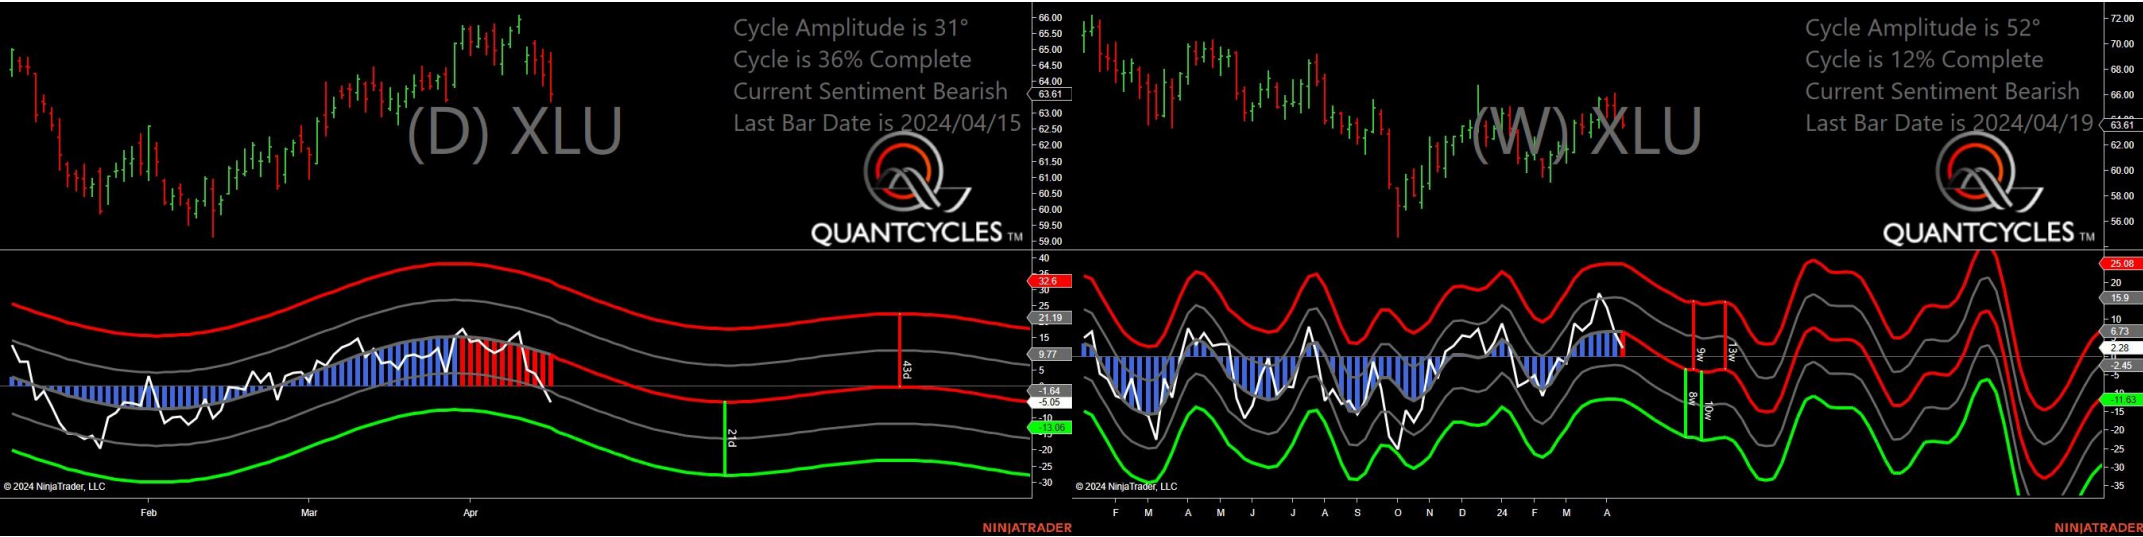 Cycle Amplitude is 31°
Cycle is 36% Complete
Current Sentiment Bearish
Last Bar Date is 2024/04/15
(D) XLU
QUANTCYCLES TM
66.00
65.50
65.00
64.50
64.00
63.61
63.00
62.50
62.00
61.50
61.00
60.50
60.00
59.50
59.00
40
32.6
30
25
21.19
15
9.77
5
-1.64
-5.05
-10
-13.06
-20
-25
-30
43d
21d
© 2024 NinjaTrader, LLC
Feb Mar Apr
NINJATRADER
Cycle Amplitude is 52°
Cycle is 12% Complete
Current Sentiment Bearish
Last Bar Date is 2024/04/19
(W) XLU
QUANTCYCLES TM
72.00
70.00
68.00
66.00
63.61
62.00
60.00
58.00
56.00
25.08
20
15.9
10
6.73
2.28
-2.45
-5
-11.63
-15
-20
-25
-30
-35
9w
13w
8w
10w
© 2024 NinjaTrader, LLC
F M A M J J A S O N D 24 F M A
NINJATRADER